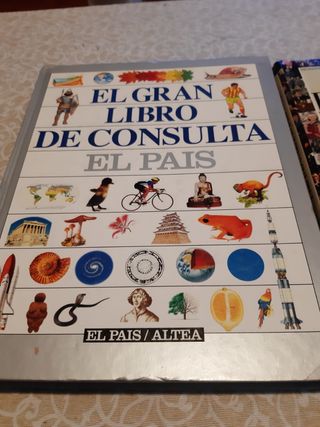 EL GRAN
LIBRO
DE CONSULTA
EL PAIS
EL PAIS/ALTEA